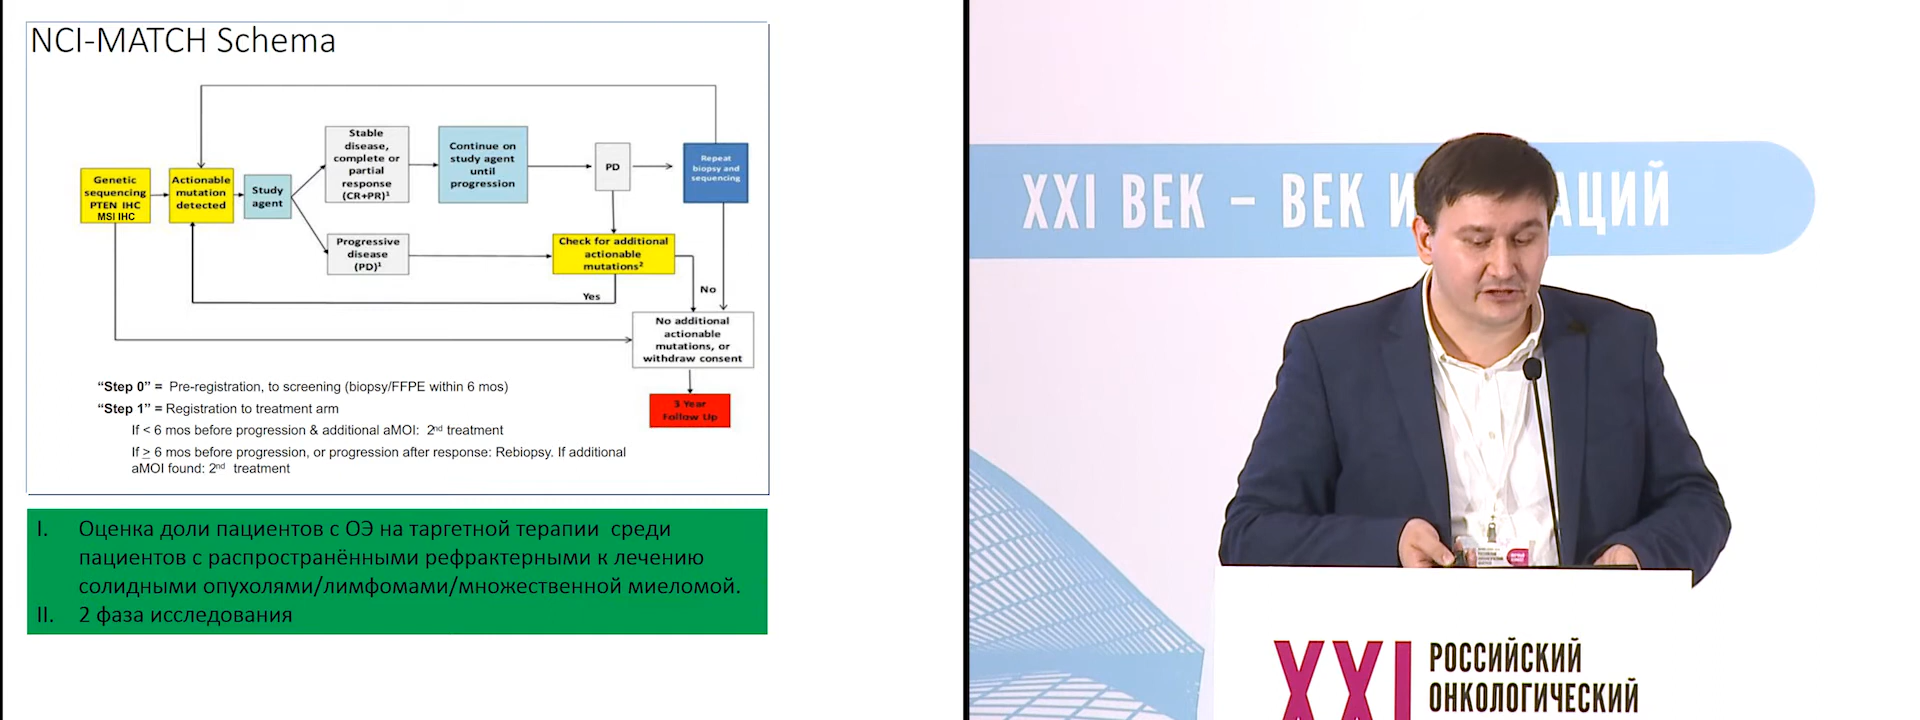 NCI-MATCH Schema
Genetic
sequencing
PTEN IHC
MSI IHC
Actionable
mutation
detected
Study
agent
Stable
disease,
complete or
partial
response
(CR+PR)¹
Continue on
study agent
until
progression
PD
Repeat
biopsy and
sequencing
Progressive
disease
(PD)¹
Check for additional
actionable
mutations²
Yes
No
No additional
actionable
mutations, or
withdraw consent
3 Year
Follow Up
“Step 0” = Pre-registration, to screening (biopsy/FFPE within 6 mos)
“Step 1” = Registration to treatment arm
If < 6 mos before progression & additional aMOI: 2nd treatment
If ≥ 6 mos before progression, or progression after response: Rebiopsy. If additional
aMOI found: 2nd treatment
I. Оценка доли пациентов с ОЭ на таргетной терапии среди
пациентов с распространёнными рефрактерными к лечению
солидными опухолями/лимфомами/множественной миеломой.
II. 2 фаза исследования
XXI ВЕК – ВЕК И АЦИЙ
XXI
РОССИЙСКИЙ
ОНКОЛОГИЧЕСКИЙ